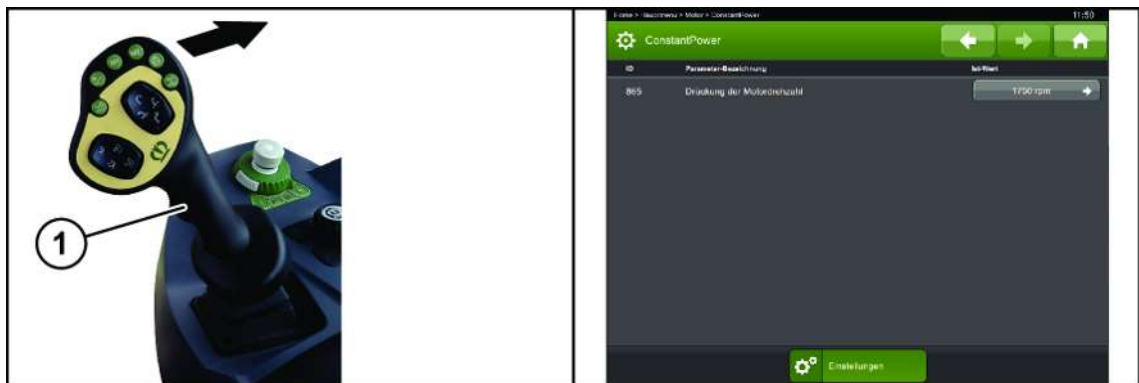 1
Home > Hauptmenu > Motor > ConstantPower
11:50
ConstantPower
ID
Parameter-Bezeichnung
Ist-Wert
865
Drückung der Motordrehzahl
1750 rpm
Einstellungen